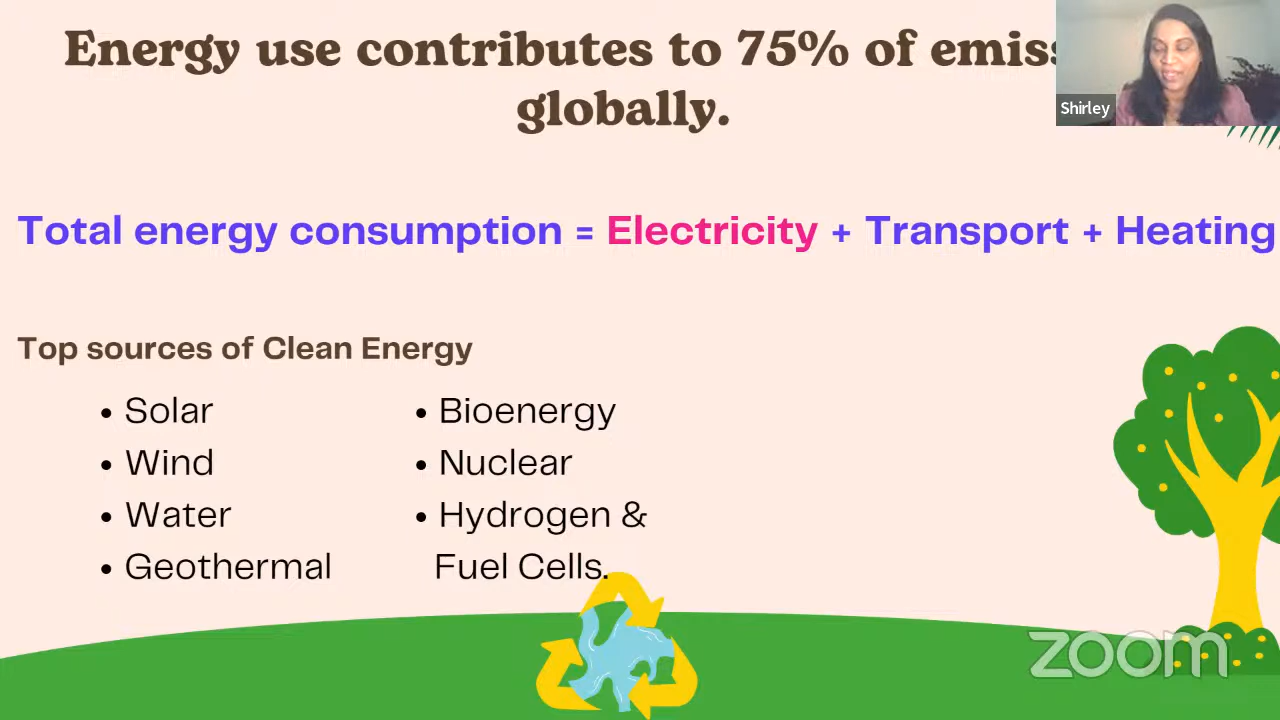 Energy use contributes to 75% of
globally.
Shirley
Total energy consumption = Electricity + Transport + Heating
Top sources of Clean Energy
• Solar
• Wind
• Water
• Geothermal
• Bioenergy
• Nuclear
• Hydrogen &
Fuel Cells.
zoom